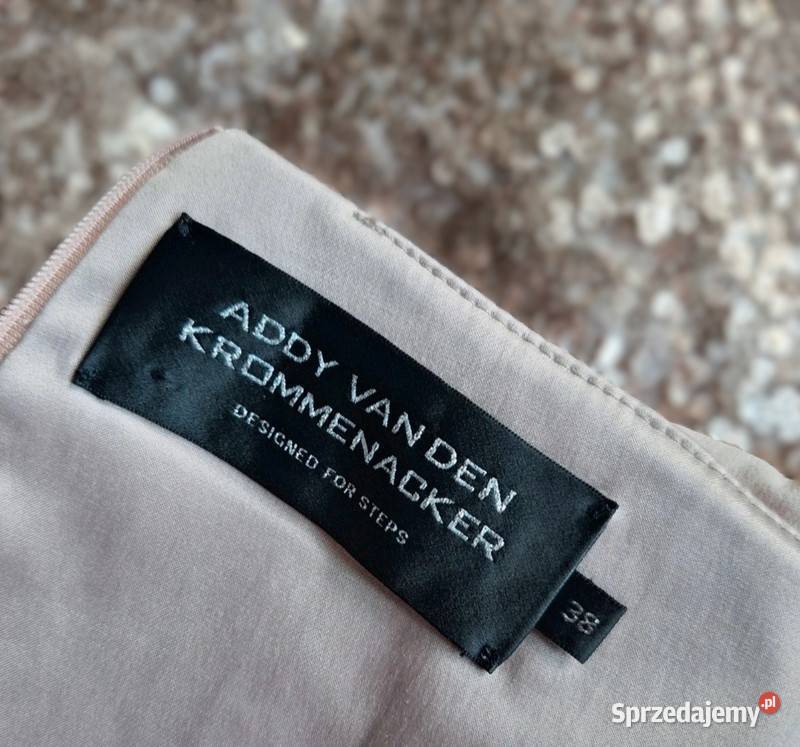 ADDY VAN DEN
KROMMENACKER
DESIGNED FOR STEPS
38
Sprzedajemy.pl